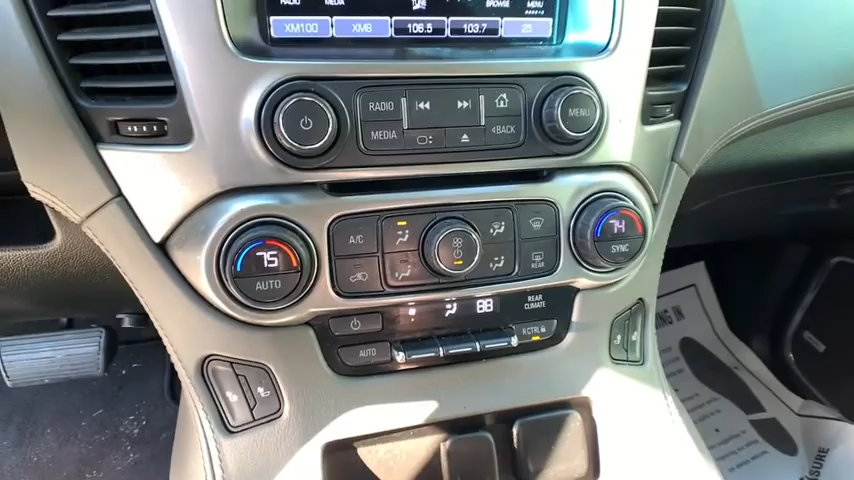 RADIO MEDIA TUNE BROWSE MENU
XM100 XM8 106.5 103.7 25
RADIO
MEDIA
BACK
MENU
75
AUTO
A/C
REAR
74
SYNC
88
REAR
CLIMATE
AUTO
R CTRL